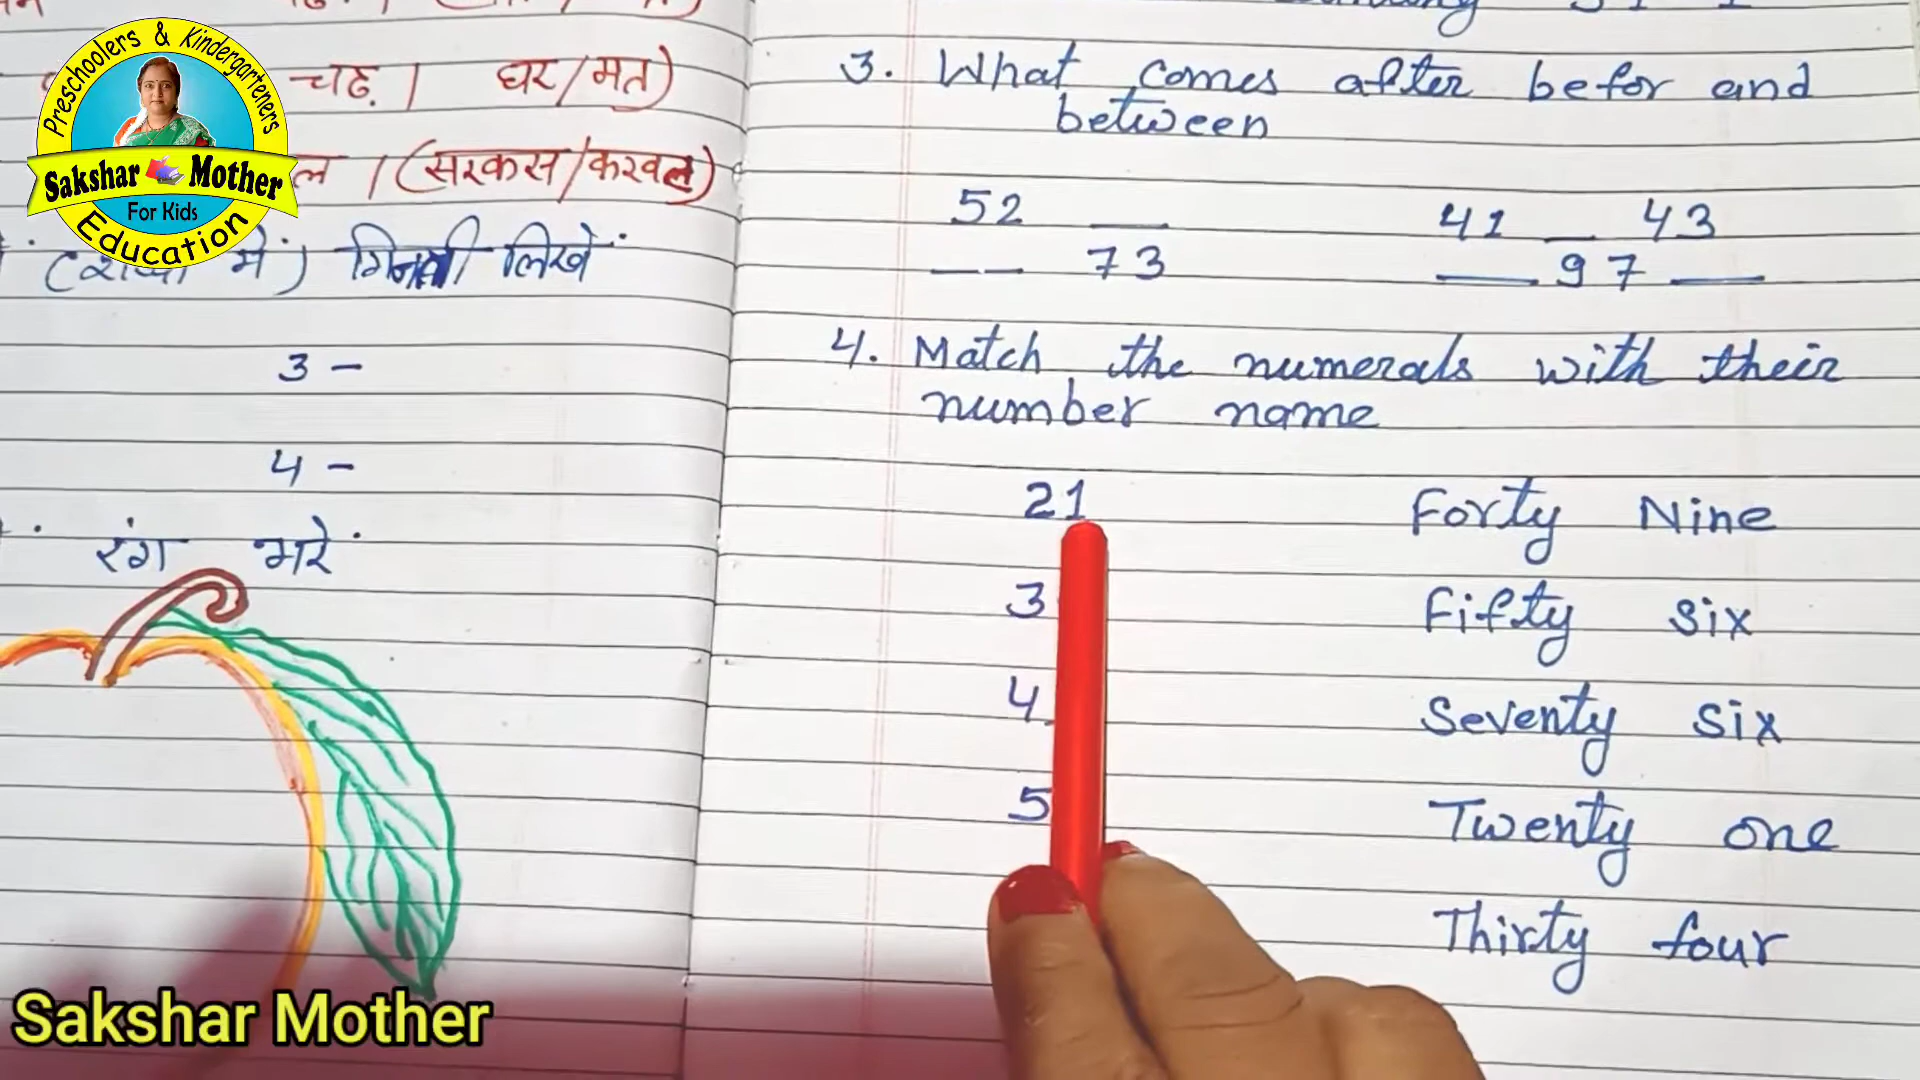 Preschoolers & Kindergarteners
Sakshar Mother
For Kids
Education
चढ़ । घर/मत)
ल । (सरकस/करवल)
में) गिनती लिखें
3 -
4 -
रंग भरें
3. What comes after befor and
between
52 __ 41 __ 43
__ 73 __ 97 __
4. Match the numerals with their
number name
21 Forty Nine
3 Fifty six
4 Seventy six
5 Twenty one
Thirty four
Sakshar Mother